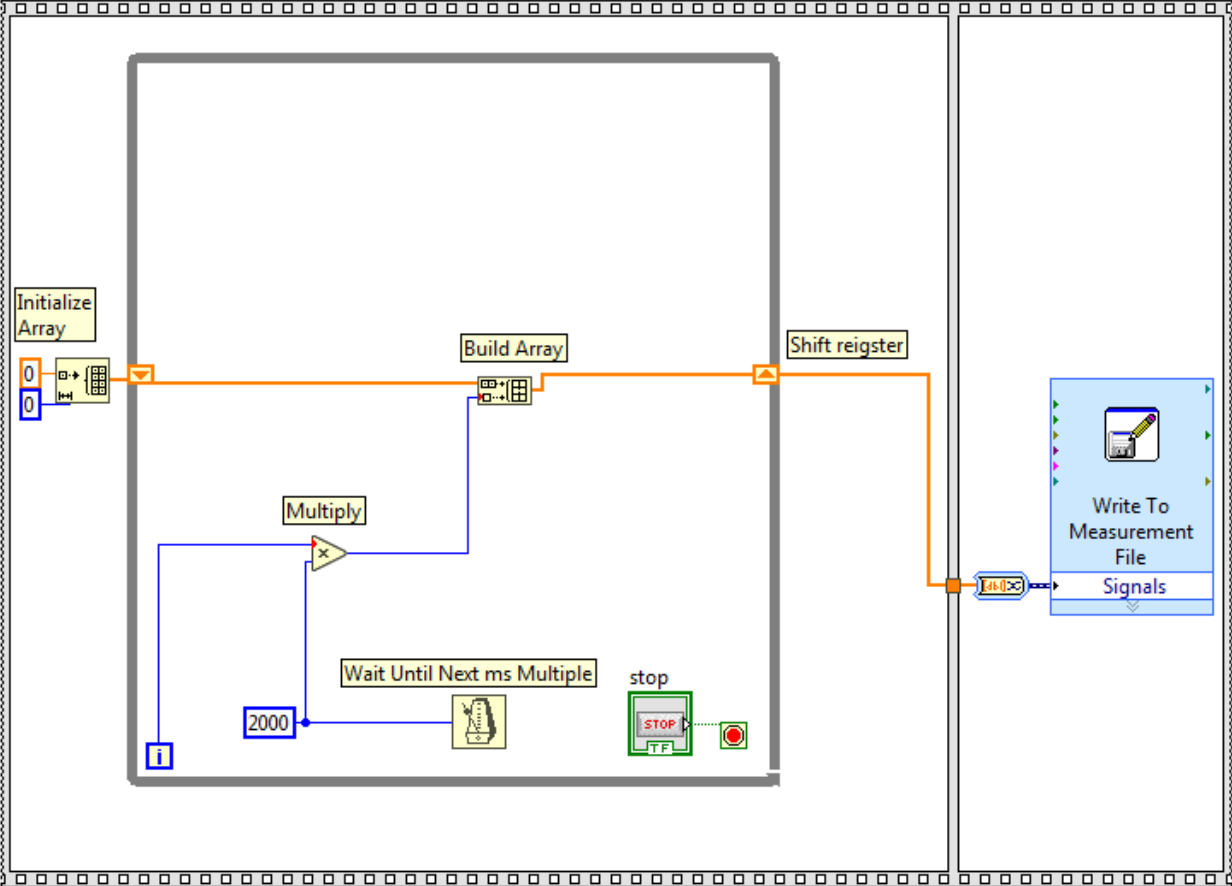 Initialize
Array
0
0
Build Array
Shift reigster
Multiply
Wait Until Next ms Multiple
2000
i
stop
STOP
TF
Write To
Measurement
File
Signals